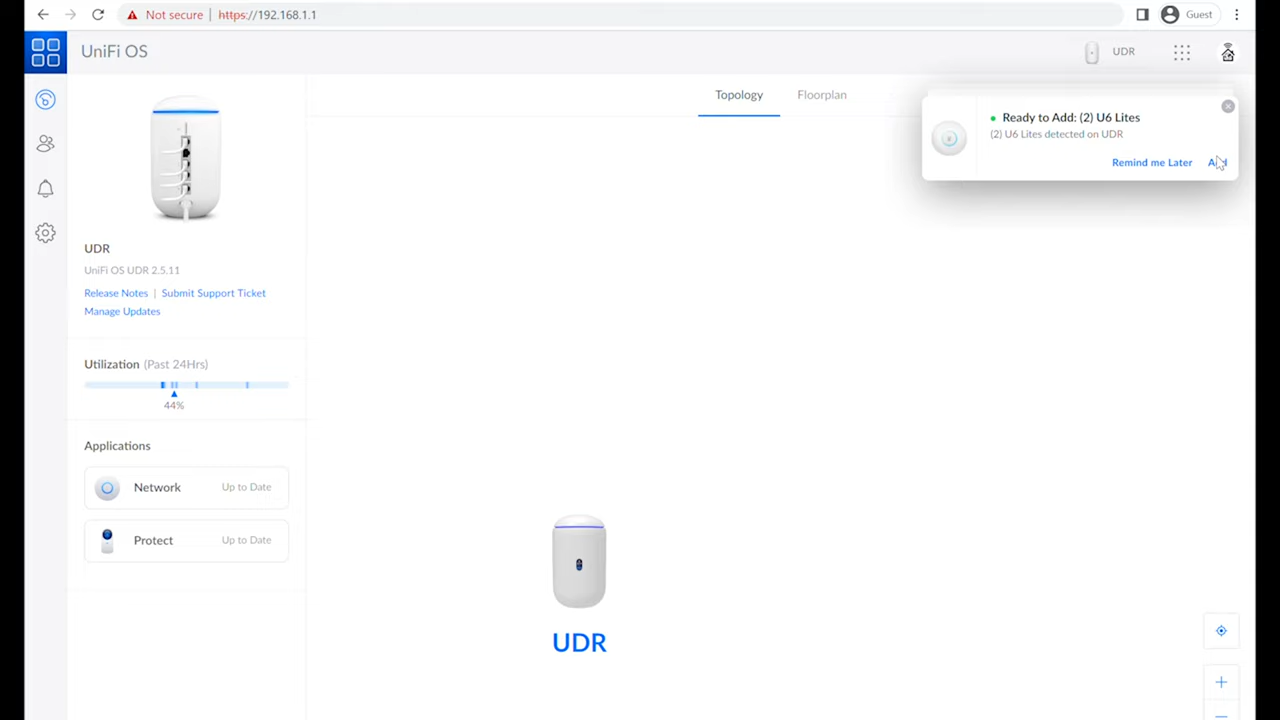 Not secure | https://192.168.1.1
Guest
UniFi OS
UDR
Topology
Floorplan
Ready to Add: (2) U6 Lites
(2) U6 Lites detected on UDR
Remind me Later
UDR
UniFi OS UDR 2.5.11
Release Notes | Submit Support Ticket
Manage Updates
Utilization (Past 24Hrs)
44%
Applications
Network Up to Date
Protect Up to Date
UDR